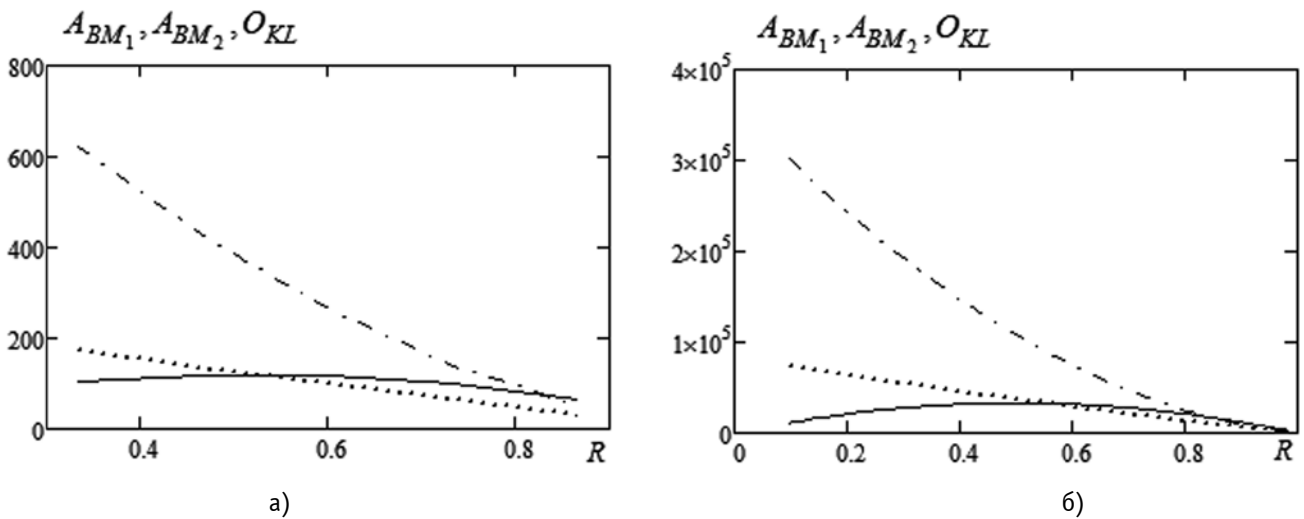 A_{BM_1}, A_{BM_2}, O_{KL}
800
600
400
200
0
0.4 0.6 0.8 R
а)
A_{BM_1}, A_{BM_2}, O_{KL}
4×10^5
3×10^5
2×10^5
1×10^5
0
0 0.2 0.4 0.6 0.8 R
б)